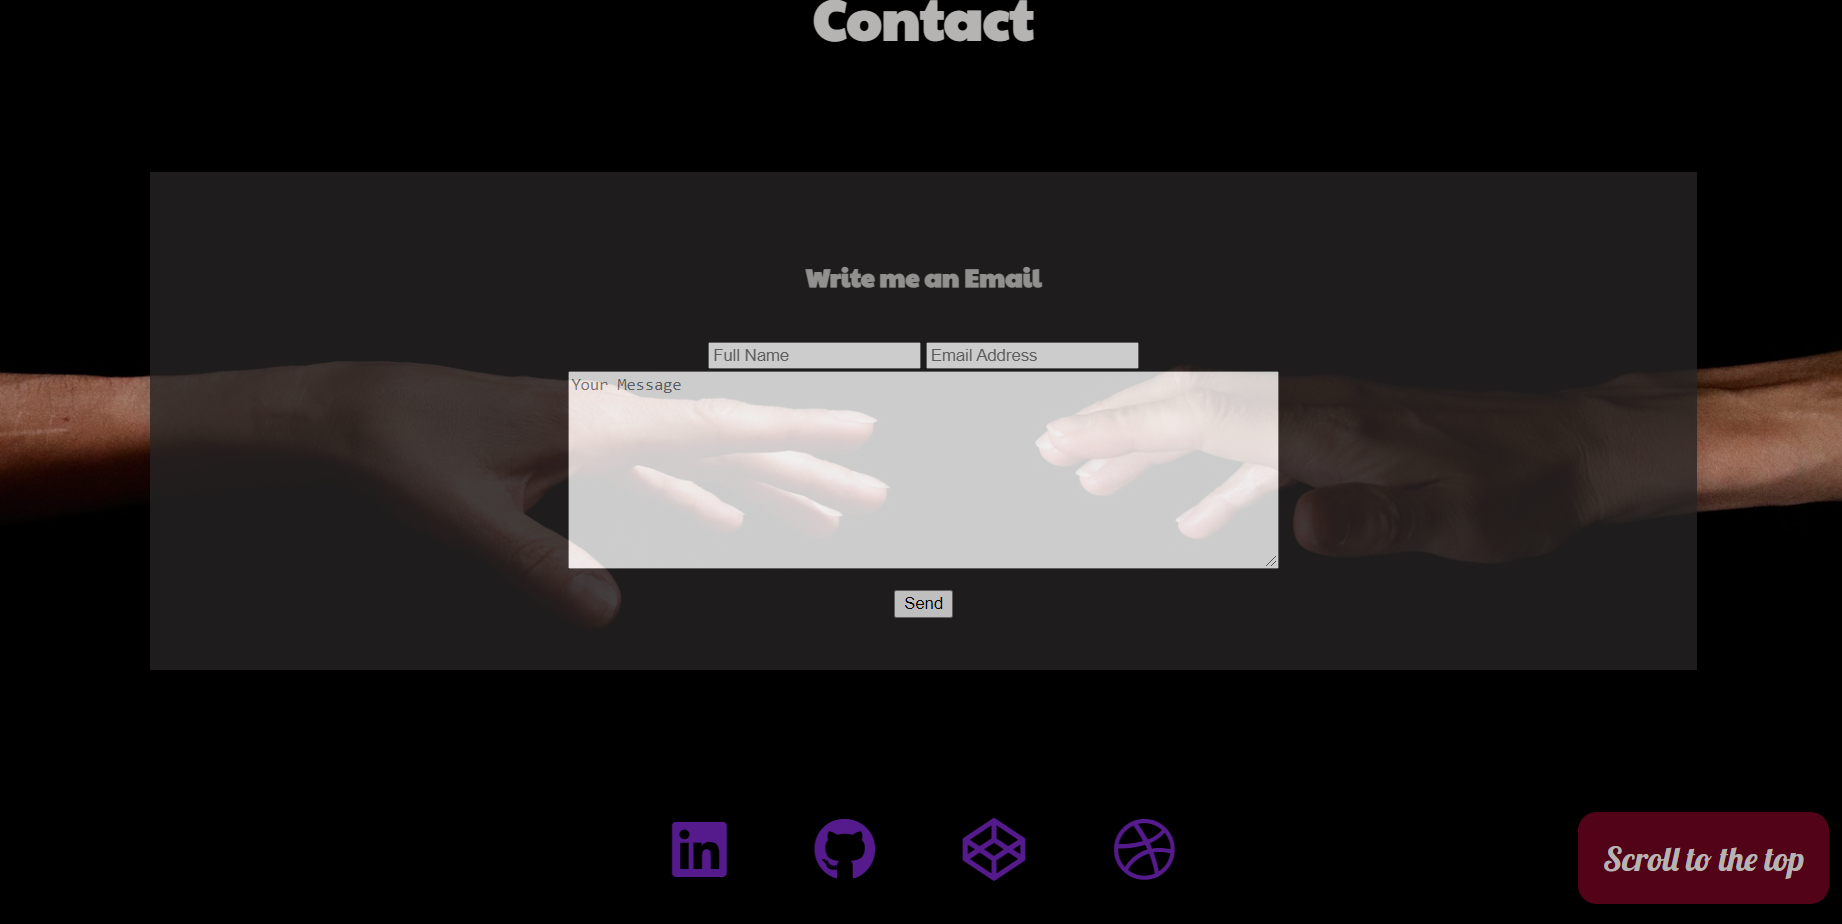 Contact
Write me an Email
Full Name Email Address
Your Message
Send
in
Scroll to the top